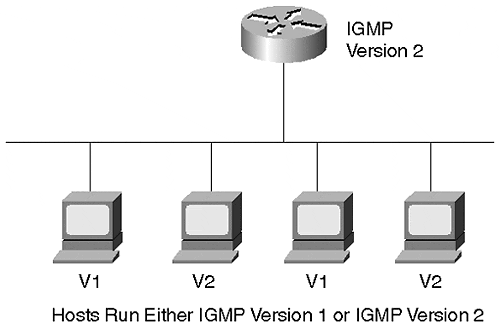 IGMP
Version 2
V1
V2
V1
V2
Hosts Run Either IGMP Version 1 or IGMP Version 2